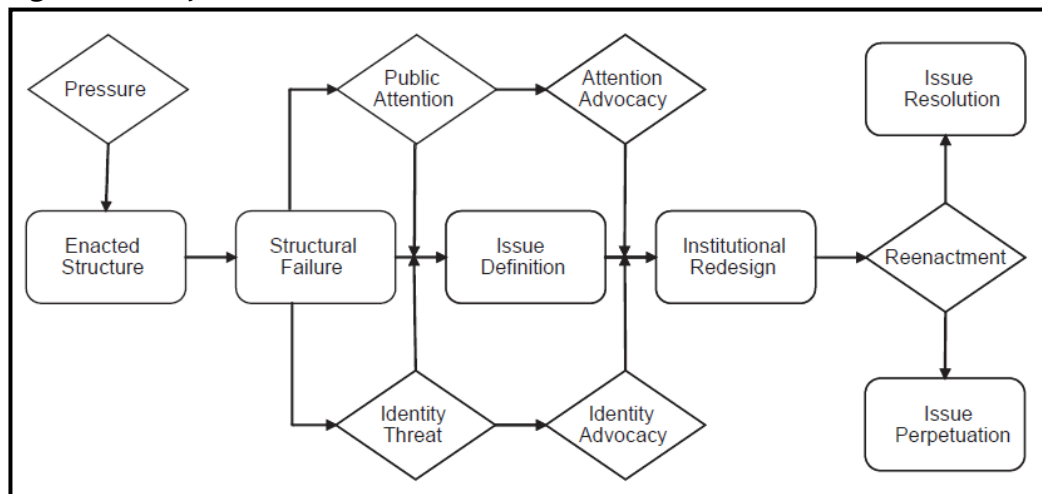 Pressure
Public
Attention
Attention
Advocacy
Issue
Resolution
Enacted
Structure
Structural
Failure
Issue
Definition
Institutional
Redesign
Reenactment
Identity
Threat
Identity
Advocacy
Issue
Perpetuation